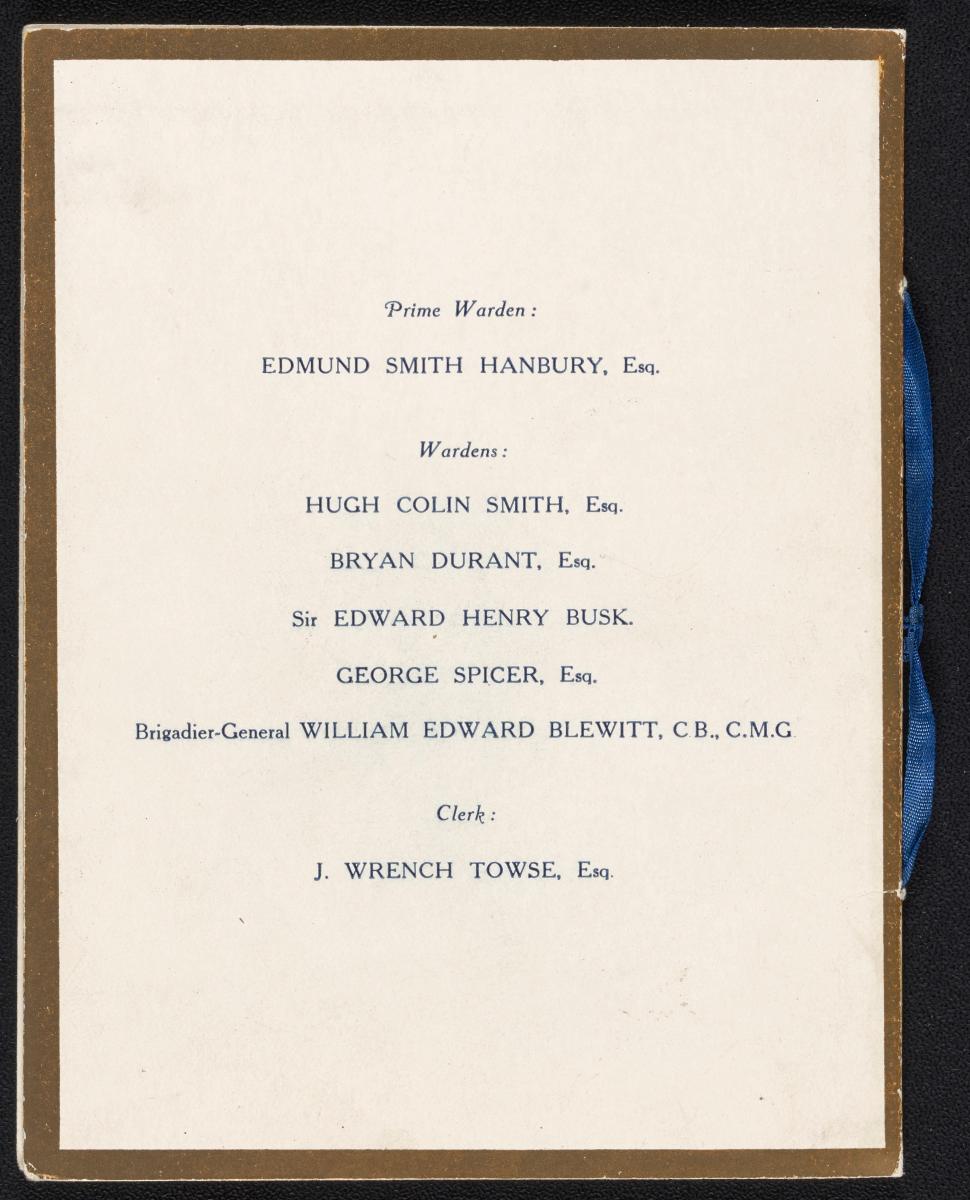 Prime Warden:
EDMUND SMITH HANBURY, Esq.
Wardens:
HUGH COLIN SMITH, Esq.
BRYAN DURANT, Esq.
Sir EDWARD HENRY BUSK.
GEORGE SPICER, Esq.
Brigadier-General WILLIAM EDWARD BLEWITT, C.B., C.M.G.
Clerk:
J. WRENCH TOWSE, Esq.